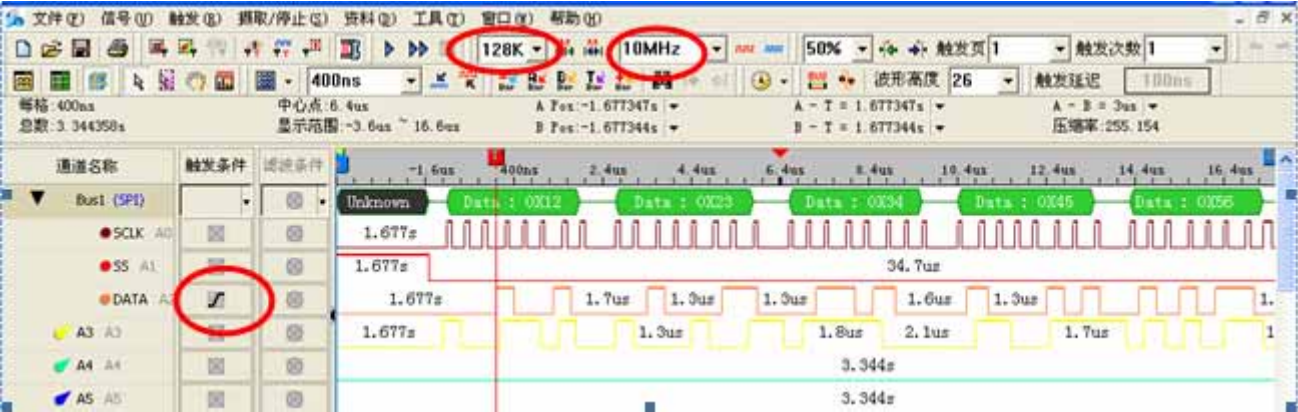 文件(F) 信号(U) 触发(R) 撷取/停止(S) 资料(D) 工具(T) 窗口(W) 帮助(H)
128K 10MHz 50% 触发页 1 触发次数 1
400ns 波形高度 26 触发延迟 100ns
每格:400ns 中心点:6.4us A Pos:-1.677347s A - T = 1.677347s A - B = 3us
总数:3.344358s 显示范围:-3.6us ~ 16.6us B Pos:-1.677344s B - T = 1.677344s 压缩率:255.154
通道名称 触发条件 滤波条件 -1.6us 400ns 2.4us 4.4us 6.4us 8.4us 10.4us 12.4us 14.4us 16.4us
Bus1 (SPI) Unknown Data : 0X12 Data : 0X23 Data : 0X34 Data : 0X45 Data : 0X56
SCLK A0 1.677s
SS A1 1.677s 34.7us
DATA A2 1.677s 1.7us 1.3us 1.3us 1.6us 1.3us 1.
A3 A3 1.677s 1.3us 1.8us 2.1us 1.7us 1
A4 A4 3.344s
A5 A5 3.344s